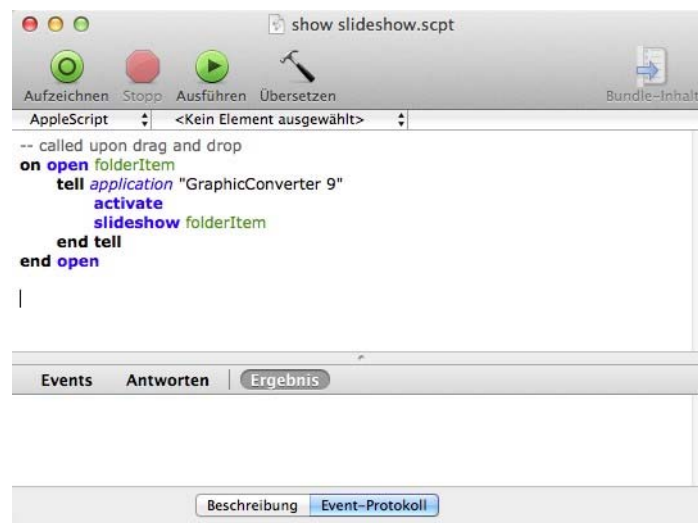 show slideshow.scpt
Aufzeichnen Stopp Ausführen Übersetzen Bundle-Inhalt
AppleScript <Kein Element ausgewählt>
-- called upon drag and drop
on open folderItem
tell application "GraphicConverter 9"
activate
slideshow folderItem
end tell
end open
Events Antworten Ergebnis
Beschreibung Event-Protokoll